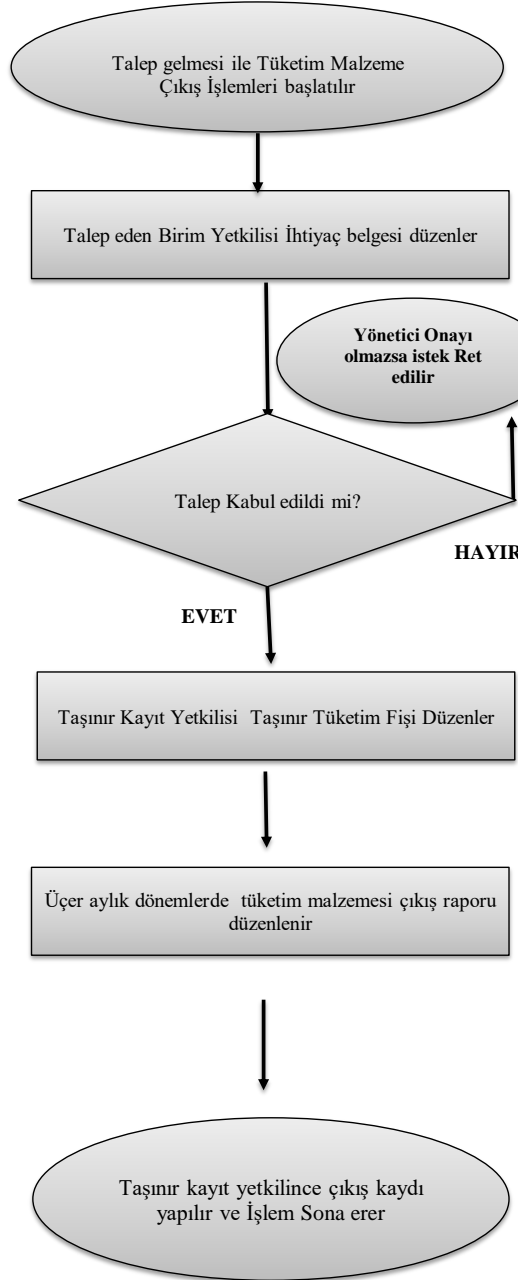 Talep gelmesi ile Tüketim Malzeme
Çıkış İşlemleri başlatılır
Talep eden Birim Yetkilisi İhtiyaç belgesi düzenler
Yönetici Onayı
olmazsa istek Ret
edilir
Talep Kabul edildi mi?
HAYIR
EVET
Taşınır Kayıt Yetkilisi Taşınır Tüketim Fişi Düzenler
Üçer aylık dönemlerde tüketim malzemesi çıkış raporu
düzenlenir
Taşınır kayıt yetkilince çıkış kaydı
yapılır ve İşlem Sona erer